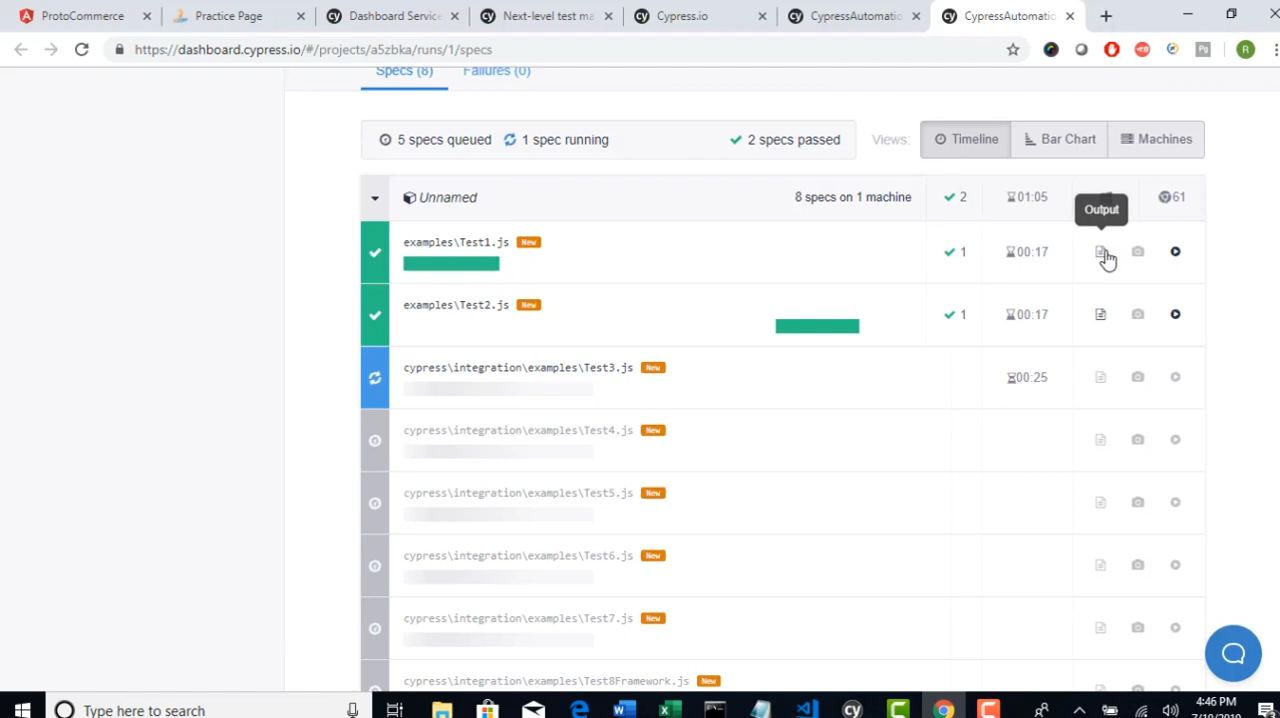 ProtoCommerce
Practice Page
Dashboard Service
Next-level test ma
Cypress.io
CypressAutomatio
CypressAutomatic
https://dashboard.cypress.io/#/projects/a5zbka/runs/1/specs
R
Specs (8)
Failures (0)
5 specs queued
1 spec running
2 specs passed
Views:
Timeline
Bar Chart
Machines
Unnamed
8 specs on 1 machine
2
01:05
61
Output
examples\Test1.js New
1
00:17
examples\Test2.js New
1
00:17
cypress\integration\examples\Test3.js New
00:25
cypress\integration\examples\Test4.js New
cypress\integration\examples\Test5.js New
cypress\integration\examples\Test6.js New
cypress\integration\examples\Test7.js New
cypress\integration\examples\Test8Framework.js New
Type here to search
4:46 PM